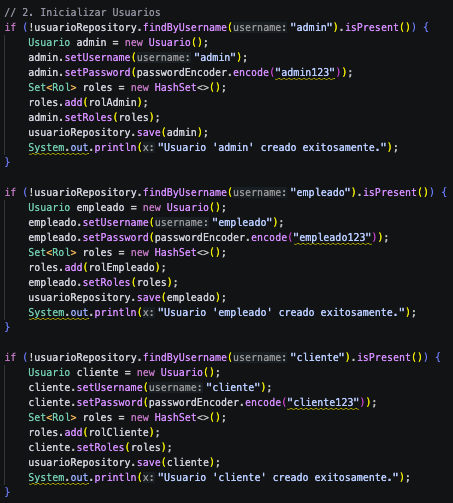 // 2. Inicializar Usuarios
if (!usuarioRepository.findByUsername(username: "admin").isPresent()) {
Usuario admin = new Usuario();
admin.setUsername(username: "admin");
admin.setPassword(passwordEncoder.encode("admin123"));
Set<Rol> roles = new HashSet<>();
roles.add(rolAdmin);
admin.setRoles(roles);
usuarioRepository.save(admin);
System.out.println(x: "Usuario 'admin' creado exitosamente.");
}
if (!usuarioRepository.findByUsername(username: "empleado").isPresent()) {
Usuario empleado = new Usuario();
empleado.setUsername(username: "empleado");
empleado.setPassword(passwordEncoder.encode("empleado123"));
Set<Rol> roles = new HashSet<>();
roles.add(rolEmpleado);
empleado.setRoles(roles);
usuarioRepository.save(empleado);
System.out.println(x: "Usuario 'empleado' creado exitosamente.");
}
if (!usuarioRepository.findByUsername(username: "cliente").isPresent()) {
Usuario cliente = new Usuario();
cliente.setUsername(username: "cliente");
cliente.setPassword(passwordEncoder.encode("cliente123"));
Set<Rol> roles = new HashSet<>();
roles.add(rolCliente);
cliente.setRoles(roles);
usuarioRepository.save(cliente);
System.out.println(x: "Usuario 'cliente' creado exitosamente.");
}